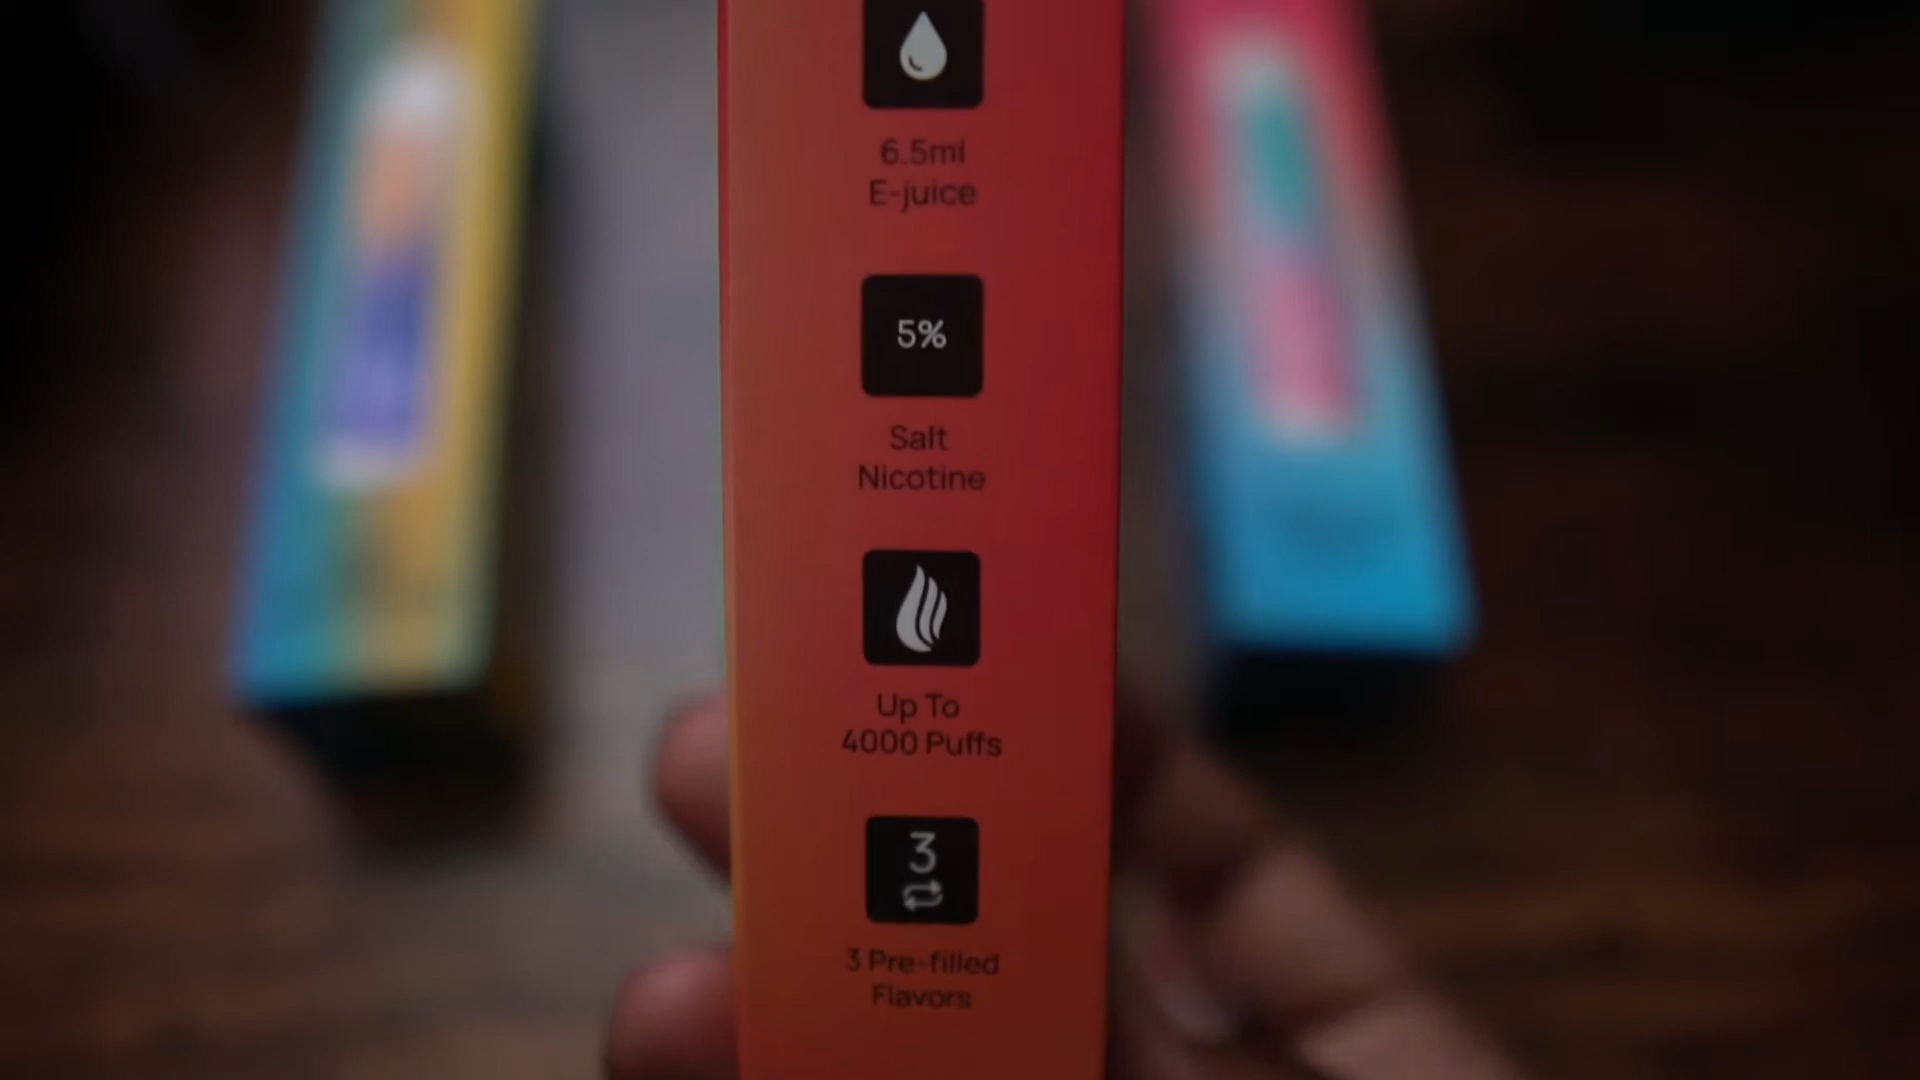 6.5ml
E-juice
5%
Salt
Nicotine
Up To
4000 Puffs
3
3 Pre-filled
Flavors